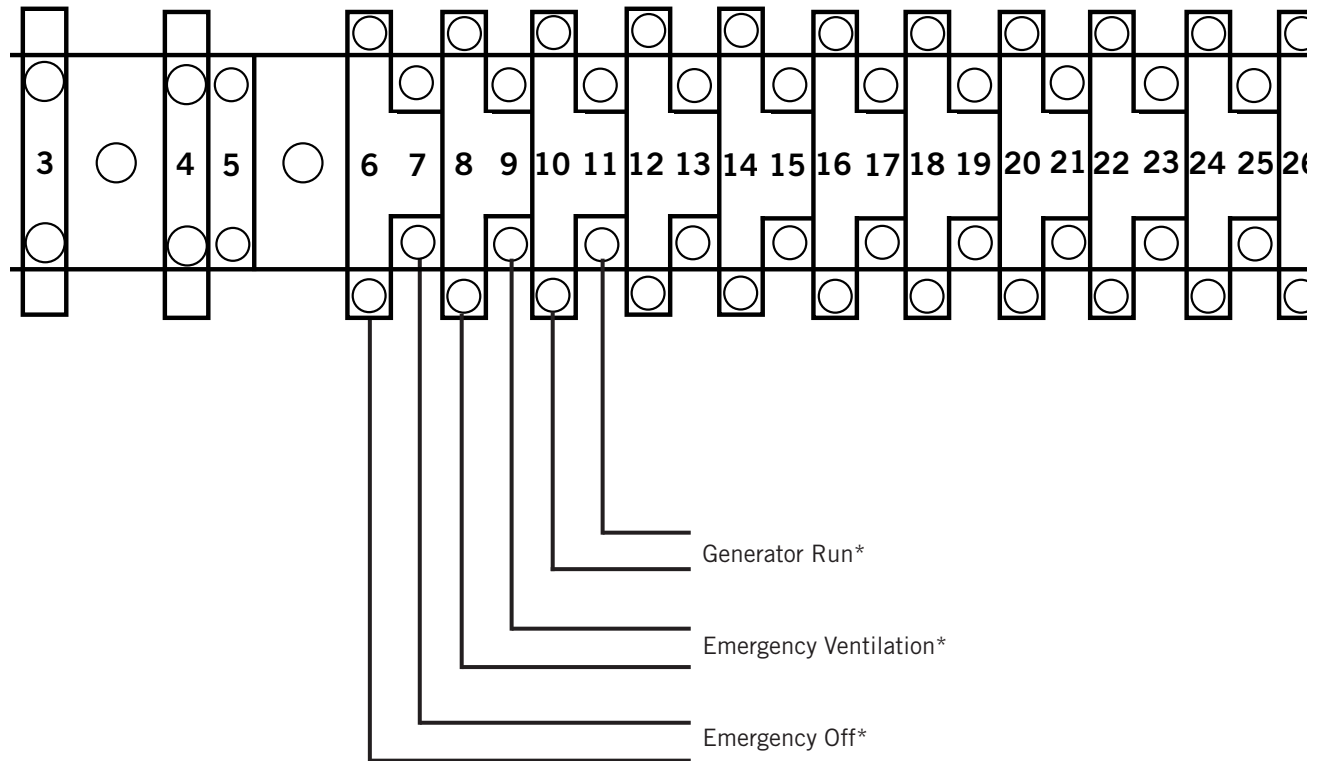 3 4 5 6 7 8 9 10 11 12 13 14 15 16 17 18 19 20 21 22 23 24 25
Generator Run*
Emergency Ventilation*
Emergency Off*